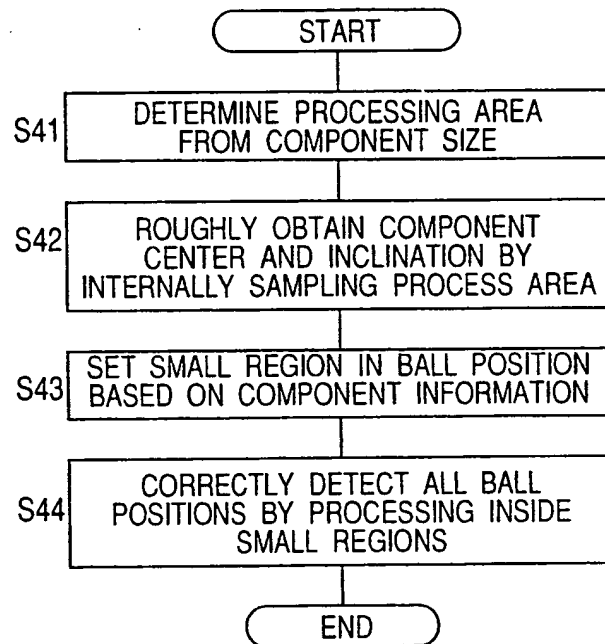 START
S41
DETERMINE PROCESSING AREA
FROM COMPONENT SIZE
S42
ROUGHLY OBTAIN COMPONENT
CENTER AND INCLINATION BY
INTERNALLY SAMPLING PROCESS AREA
S43
SET SMALL REGION IN BALL POSITION
BASED ON COMPONENT INFORMATION
S44
CORRECTLY DETECT ALL BALL
POSITIONS BY PROCESSING INSIDE
SMALL REGIONS
END